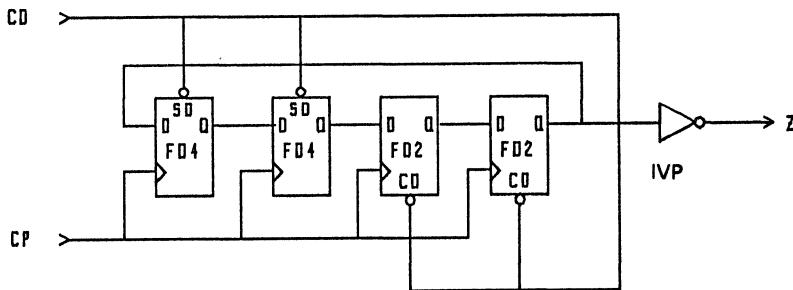 CD
SD SD
D Q D Q D Q D Q Z
FD4 FD4 FD2 FD2
CD CD IVP
CP